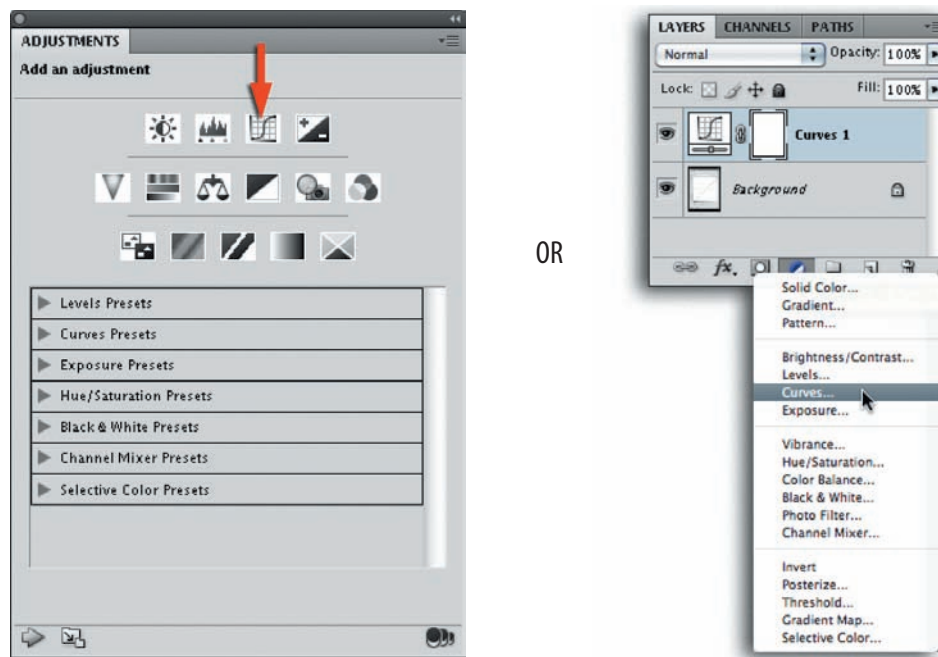 ADJUSTMENTS
Add an adjustment
Levels Presets
Curves Presets
Exposure Presets
Hue/Saturation Presets
Black & White Presets
Channel Mixer Presets
Selective Color Presets
OR
LAYERS CHANNELS PATHS
Normal Opacity: 100%
Lock: Fill: 100%
Curves 1
Background
fx.
Solid Color...
Gradient...
Pattern...
Brightness/Contrast...
Levels...
Curves...
Exposure...
Vibrance...
Hue/Saturation...
Color Balance...
Black & White...
Photo Filter...
Channel Mixer...
Invert
Posterize...
Threshold...
Gradient Map...
Selective Color...